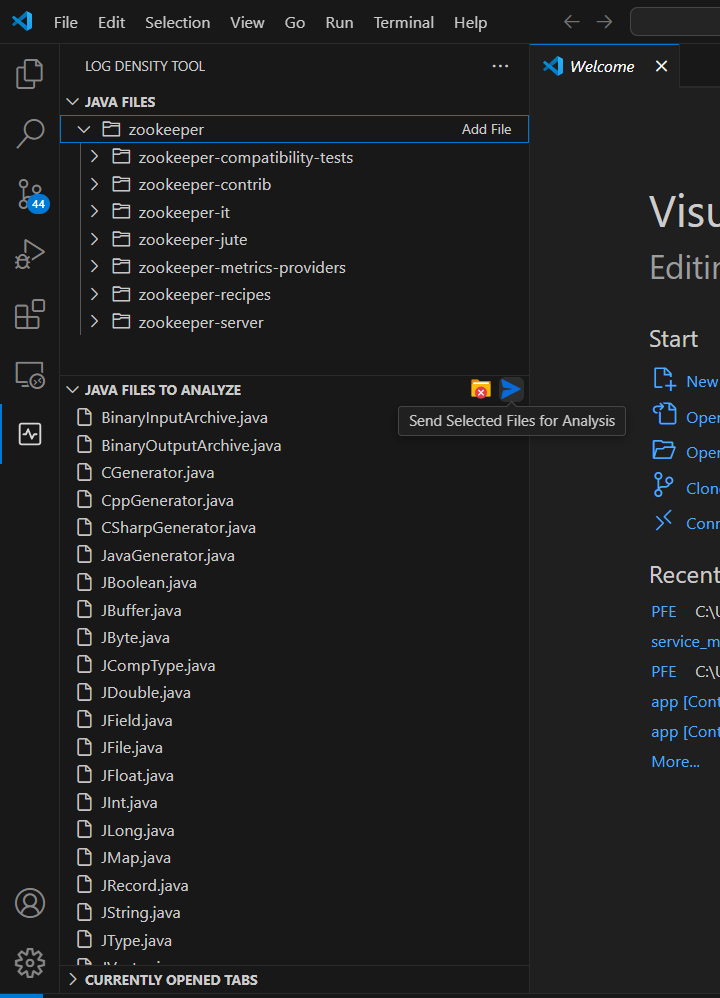 File Edit Selection View Go Run Terminal Help
LOG DENSITY TOOL
Welcome
JAVA FILES
zookeeper Add File
zookeeper-compatibility-tests
zookeeper-contrib
44
zookeeper-it
zookeeper-jute
zookeeper-metrics-providers
zookeeper-recipes
zookeeper-server
JAVA FILES TO ANALYZE
Send Selected Files for Analysis
BinaryInputArchive.java
BinaryOutputArchive.java
CGenerator.java
CppGenerator.java
CSharpGenerator.java
JavaGenerator.java
JBoolean.java
JBuffer.java
JByte.java
JCompType.java
JDouble.java
JField.java
JFile.java
JFloat.java
JInt.java
JLong.java
JMap.java
JRecord.java
JString.java
JType.java
CURRENTLY OPENED TABS
Visu
Editin
Start
New
Open
Open
Clon
Conn
Recent
PFE C:\U
service_m
PFE C:\U
app [Cont
app [Cont
More...